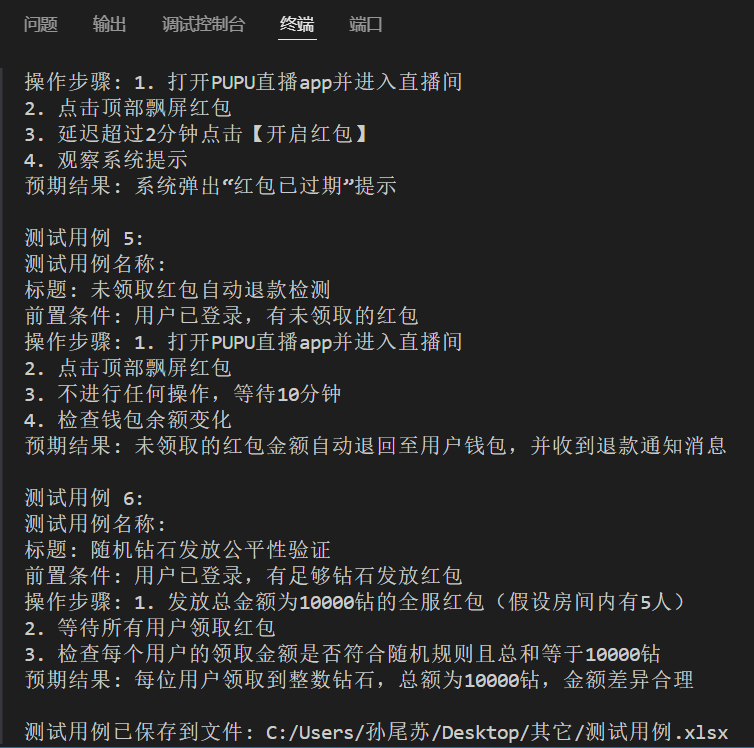 问题 输出 调试控制台 终端 端口
操作步骤: 1. 打开PUPU直播app并进入直播间
2. 点击顶部飘屏红包
3. 延迟超过2分钟点击【开启红包】
4. 观察系统提示
预期结果: 系统弹出“红包已过期”提示
测试用例 5:
测试用例名称:
标题: 未领取红包自动退款检测
前置条件: 用户已登录，有未领取的红包
操作步骤: 1. 打开PUPU直播app并进入直播间
2. 点击顶部飘屏红包
3. 不进行任何操作，等待10分钟
4. 检查钱包余额变化
预期结果: 未领取的红包金额自动退回至用户钱包，并收到退款通知消息
测试用例 6:
测试用例名称:
标题: 随机钻石发放公平性验证
前置条件: 用户已登录，有足够钻石发放红包
操作步骤: 1. 发放总金额为10000钻的全服红包（假设房间内有5人）
2. 等待所有用户领取红包
3. 检查每个用户的领取金额是否符合随机规则且总和等于10000钻
预期结果: 每位用户领取到整数钻石，总额为10000钻，金额差异合理
测试用例已保存到文件: C:/Users/孙尾苏/Desktop/其它/测试用例.xlsx